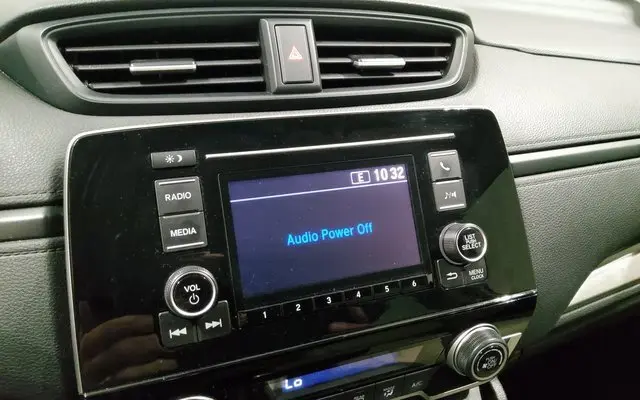 E 10 32
RADIO
MEDIA
Audio Power Off
VOL
LIST
PUSH
SELECT
MENU
CLOCK
1 2 3 4 5 6
Lo
A/C